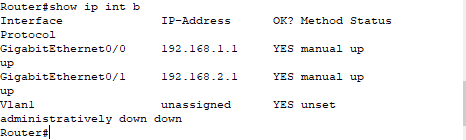 Router#show ip int b
Interface IP-Address OK? Method Status
Protocol
GigabitEthernet0/0 192.168.1.1 YES manual up
up
GigabitEthernet0/1 192.168.2.1 YES manual up
up
Vlan1 unassigned YES unset
administratively down down
Router#